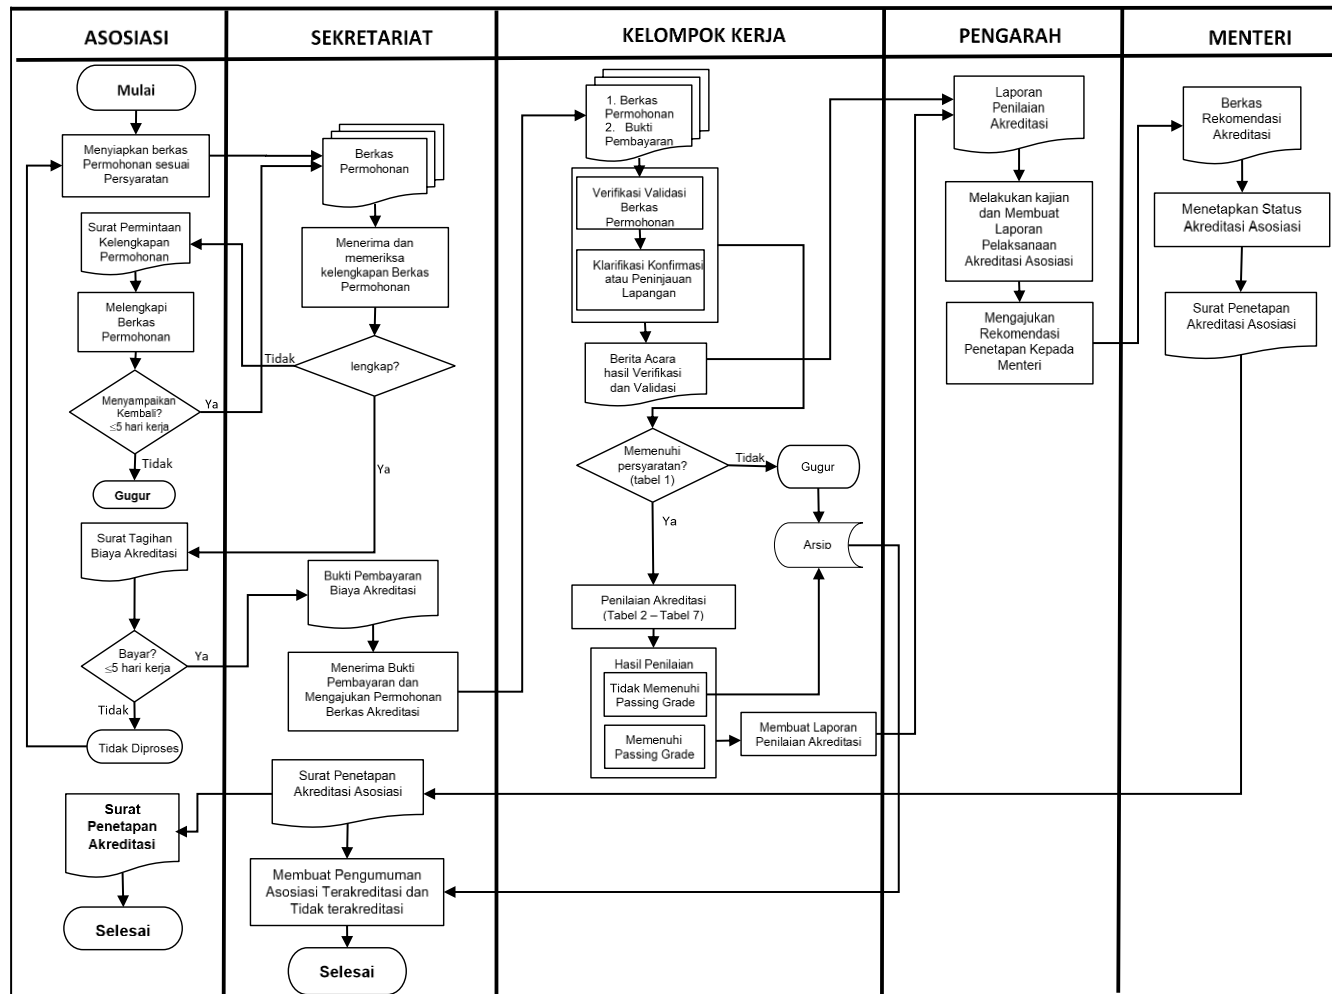 ASOSIASI
SEKRETARIAT
KELOMPOK KERJA
PENGARAH
MENTERI
Mulai
Menyiapkan berkas
Permohonan sesuai
Persyaratan
Surat Permintaan
Kelengkapan
Permohonan
Melengkapi
Berkas
Permohonan
Menyampaikan
Kembali?
≤5 hari kerja
Ya
Tidak
Gugur
Surat Tagihan
Biaya Akreditasi
Bayar?
≤5 hari kerja
Ya
Tidak
Tidak Diproses
Surat
Penetapan
Akreditasi
Selesai
Berkas
Permohonan
Menerima dan
memeriksa
kelengkapan Berkas
Permohonan
Tidak
lengkap?
Ya
Bukti Pembayaran
Biaya Akreditasi
Menerima Bukti
Pembayaran dan
Mengajukan Permohonan
Berkas Akreditasi
Surat Penetapan
Akreditasi Asosiasi
Membuat Pengumuman
Asosiasi Terakreditasi dan
Tidak terakreditasi
Selesai
1. Berkas
Permohonan
2. Bukti
Pembayaran
Verifikasi Validasi
Berkas
Permohonan
Klarifikasi Konfirmasi
atau Peninjauan
Lapangan
Berita Acara
hasil Verifikasi
dan Validasi
Memenuhi
persyaratan?
(tabel 1)
Tidak
Gugur
Ya
Arsip
Penilaian Akreditasi
(Tabel 2 – Tabel 7)
Hasil Penilaian
Tidak Memenuhi
Passing Grade
Memenuhi
Passing Grade
Membuat Laporan
Penilaian Akreditasi
Laporan
Penilaian
Akreditasi
Melakukan kajian
dan Membuat
Laporan
Pelaksanaan
Akreditasi Asosiasi
Mengajukan
Rekomendasi
Penetapan Kepada
Menteri
Berkas
Rekomendasi
Akreditasi
Menetapkan Status
Akreditasi Asosiasi
Surat Penetapan
Akreditasi Asosiasi